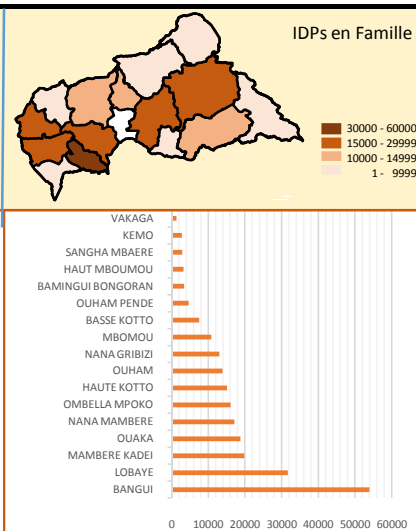 IDPs en Famille
30000 - 60000
15000 - 29999
10000 - 14999
1 - 9999
VAKAGA
KEMO
SANGHA MBAERE
HAUT MBOUMOU
BAMINGUI BONGORAN
OUHAM PENDE
BASSE KOTTO
MBOMOU
NANA GRIBIZI
OUHAM
HAUTE KOTTO
OMBELLA MPOKO
NANA MAMBERE
OUAKA
MAMBERE KADEI
LOBAYE
BANGUI
0 10000 20000 30000 40000 50000 60000